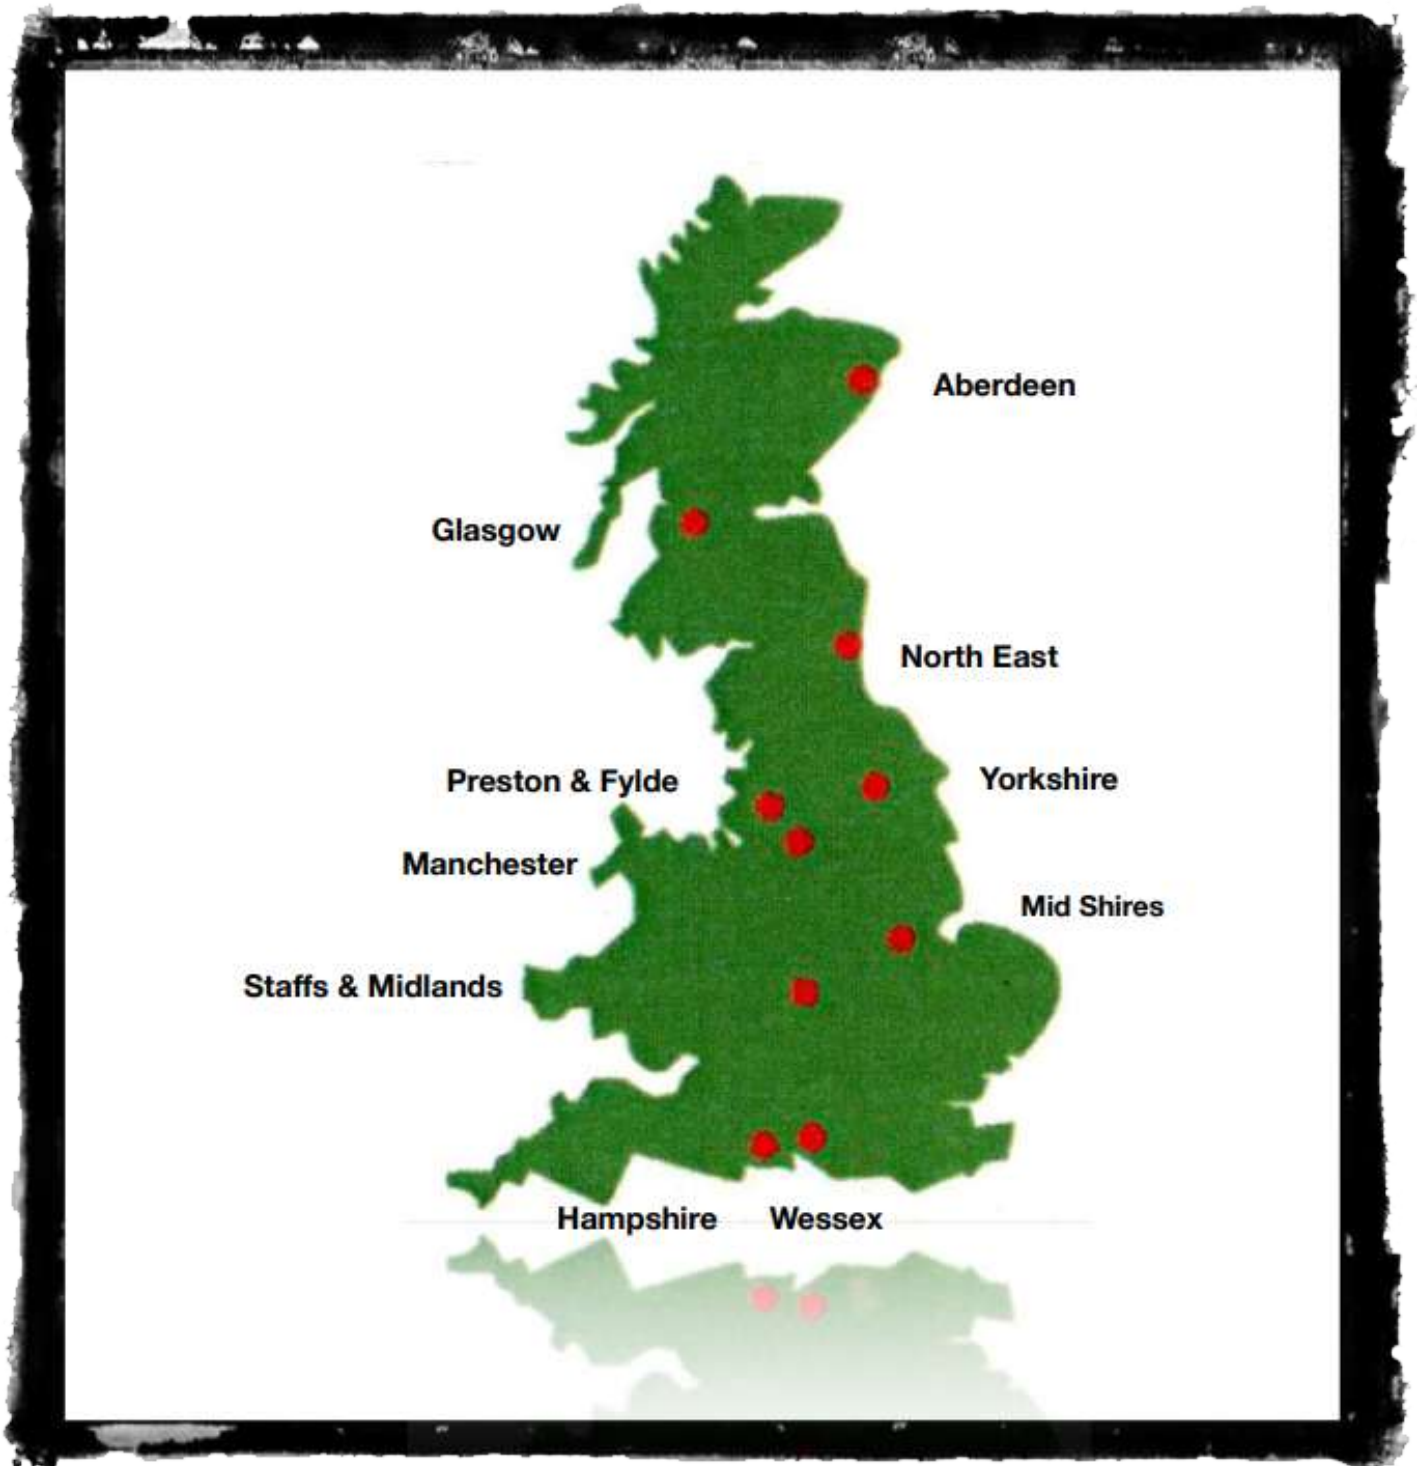 Aberdeen
Glasgow
North East
Preston & Fylde
Yorkshire
Manchester
Mid Shires
Staffs & Midlands
Hampshire
Wessex